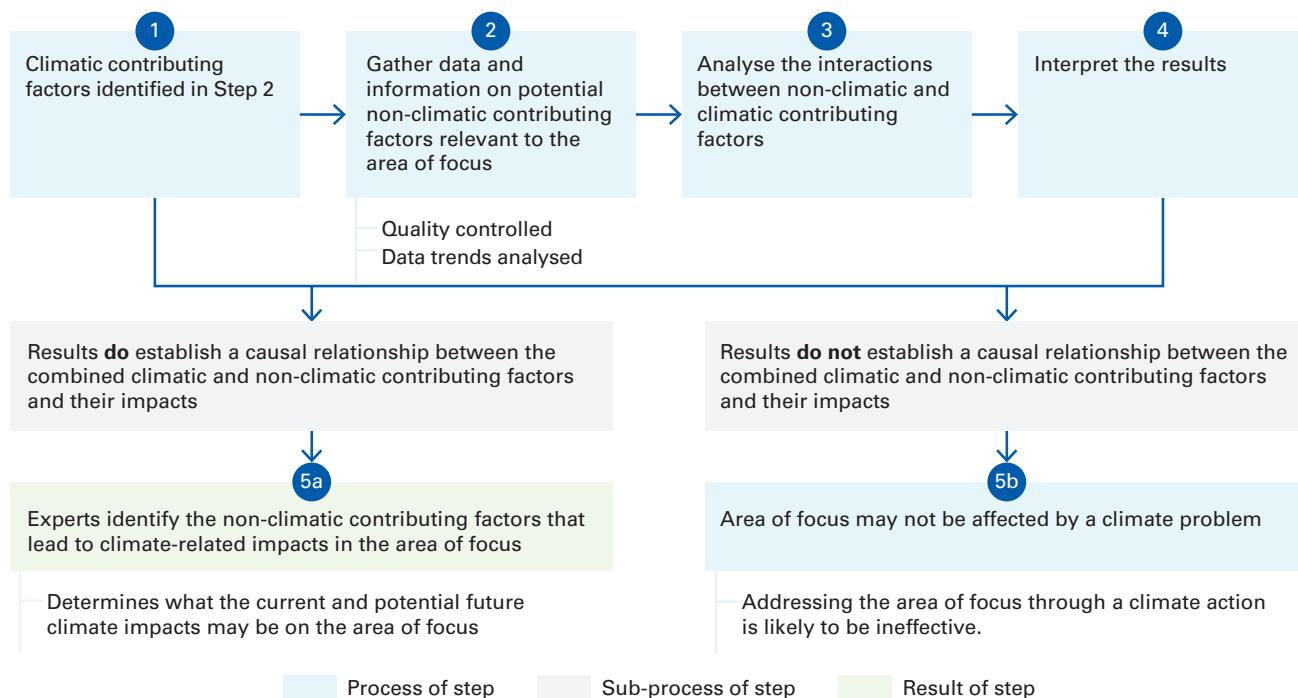 1
Climatic contributing
factors identified in Step 2
2
Gather data and
information on potential
non-climatic contributing
factors relevant to the
area of focus
3
Analyse the interactions
between non-climatic and
climatic contributing
factors
4
Interpret the results
Quality controlled
Data trends analysed
Results do establish a causal relationship between the
combined climatic and non-climatic contributing factors
and their impacts
Results do not establish a causal relationship between the
combined climatic and non-climatic contributing factors
and their impacts
5a
Experts identify the non-climatic contributing factors that
lead to climate-related impacts in the area of focus
5b
Area of focus may not be affected by a climate problem
Determines what the current and potential future
climate impacts may be on the area of focus
Addressing the area of focus through a climate action
is likely to be ineffective.
Process of step
Sub-process of step
Result of step